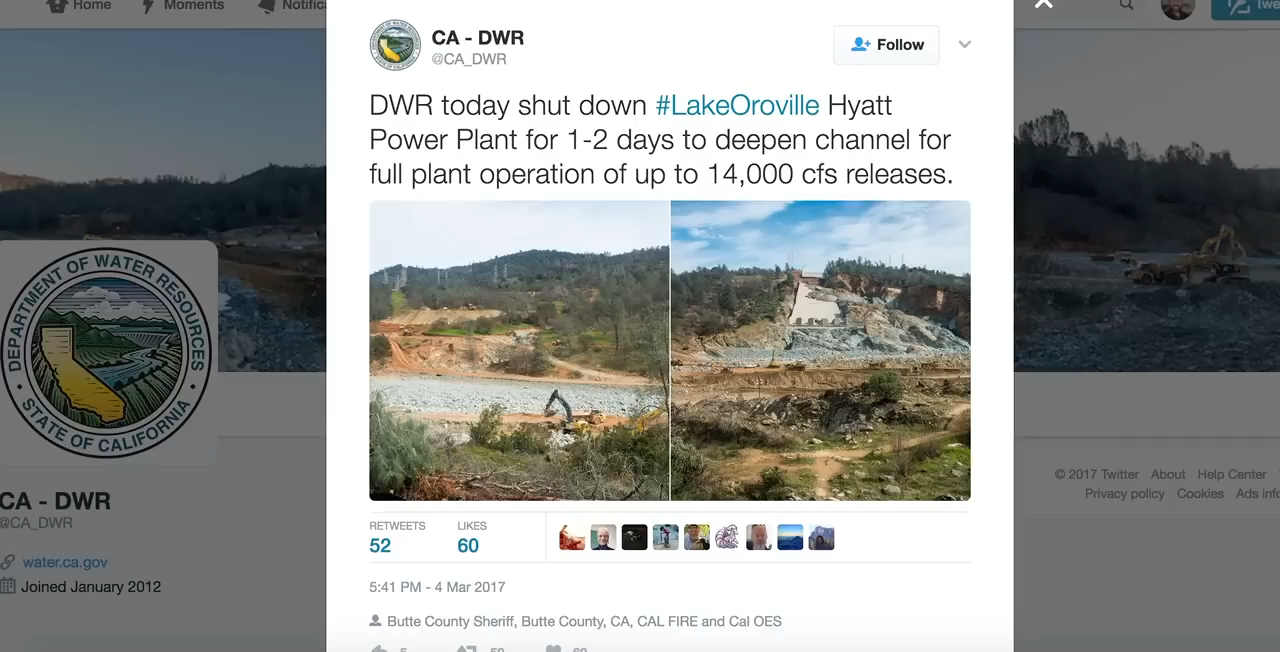 Home
Moments
Notific
Twe
CA - DWR
@CA_DWR
Follow
DWR today shut down #LakeOroville Hyatt
Power Plant for 1-2 days to deepen channel for
full plant operation of up to 14,000 cfs releases.
DEPARTMENT OF WATER RESOURCES
STATE OF CALIFORNIA
CA - DWR
@CA_DWR
water.ca.gov
Joined January 2012
RETWEETS
LIKES
52
60
5:41 PM - 4 Mar 2017
Butte County Sheriff, Butte County, CA, CAL FIRE and Cal OES
© 2017 Twitter About Help Center
Privacy policy Cookies Ads info